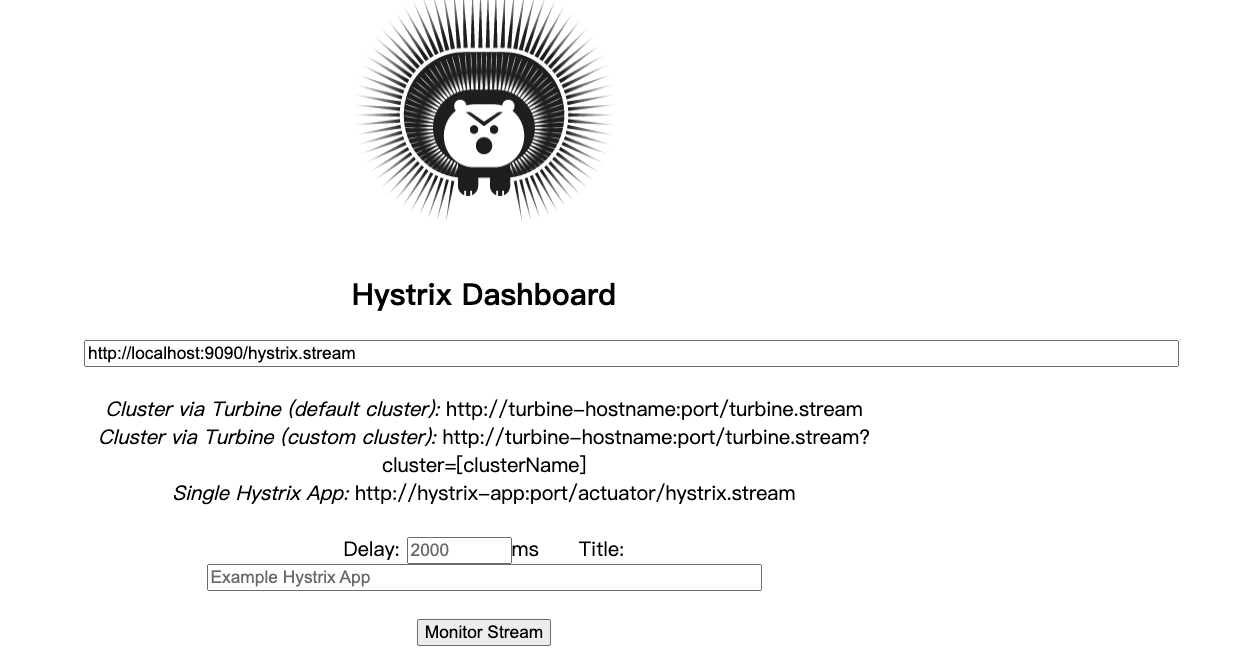 Hystrix Dashboard
http://localhost:9090/hystrix.stream
Cluster via Turbine (default cluster): http://turbine-hostname:port/turbine.stream
Cluster via Turbine (custom cluster): http://turbine-hostname:port/turbine.stream?
cluster=[clusterName]
Single Hystrix App: http://hystrix-app:port/actuator/hystrix.stream
Delay: 2000 ms Title:
Example Hystrix App
Monitor Stream